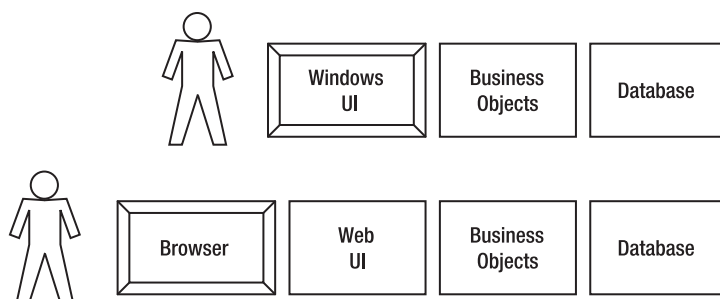 Windows
UI
Business
Objects
Database
Browser
Web
UI
Business
Objects
Database